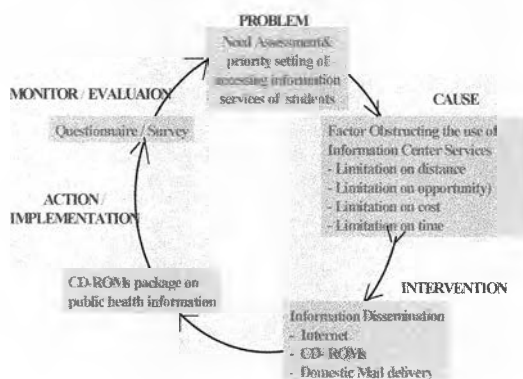 PROBLEM
Need Assessment&
priority setting of
accessing information
services of students
CAUSE
Factor Obstructing the use of
Information Center Services
- Limitation on distance
- Limitation on opportunity)
- Limitation on cost
- Limitation on time
INTERVENTION
Information Dissemination
- Internet
- CD- ROMs
- Domestic Mail delivery
CD-ROMs package on
public health information
ACTION /
IMPLEMENTATION
Questionnaire / Survey
MONITOR / EVALUAION